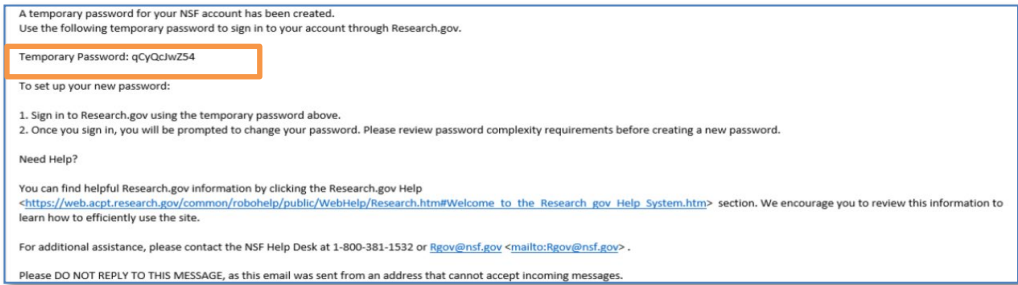 A temporary password for your NSF account has been created.
Use the following temporary password to sign in to your account through Research.gov.
Temporary Password: qCyQcJwZ54
To set up your new password:
1. Sign in to Research.gov using the temporary password above.
2. Once you sign in, you will be prompted to change your password. Please review password complexity requirements before creating a new password.
Need Help?
You can find helpful Research.gov information by clicking the Research.gov Help
<https://web.acpt.research.gov/common/robohelp/public/WebHelp/Research.htm#Welcome_to_the_Research_gov_Help_System.htm> section. We encourage you to review this information to
learn how to efficiently use the site.
For additional assistance, please contact the NSF Help Desk at 1-800-381-1532 or Rgov@nsf.gov <mailto:Rgov@nsf.gov> .
Please DO NOT REPLY TO THIS MESSAGE, as this email was sent from an address that cannot accept incoming messages.